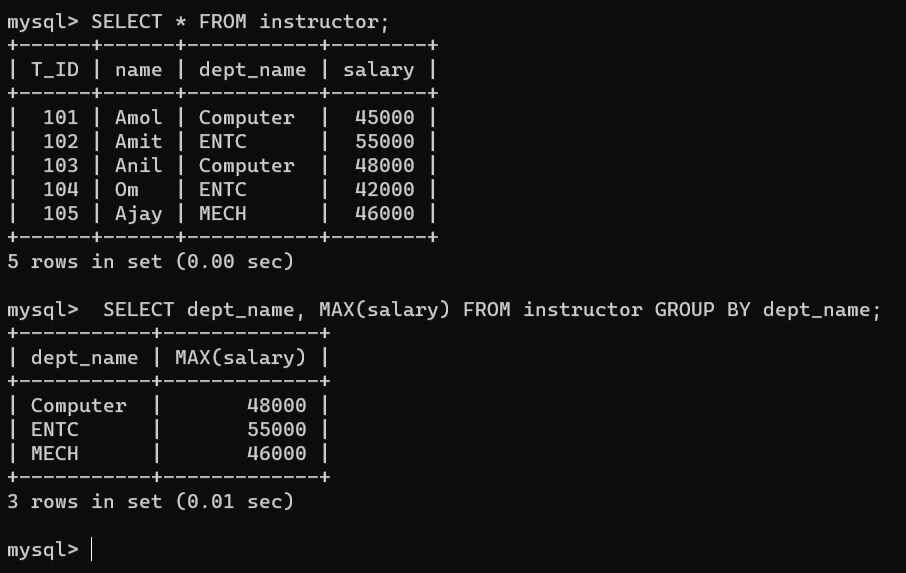 mysql> SELECT * FROM instructor;
+------+------+-----------+--------+
| T_ID | name | dept_name | salary |
+------+------+-----------+--------+
|  101 | Amol | Computer  |  45000 |
|  102 | Amit | ENTC      |  55000 |
|  103 | Anil | Computer  |  48000 |
|  104 | Om   | ENTC      |  42000 |
|  105 | Ajay | MECH      |  46000 |
+------+------+-----------+--------+
5 rows in set (0.00 sec)

mysql>  SELECT dept_name, MAX(salary) FROM instructor GROUP BY dept_name;
+-----------+-------------+
| dept_name | MAX(salary) |
+-----------+-------------+
| Computer  |       48000 |
| ENTC      |       55000 |
| MECH      |       46000 |
+-----------+-------------+
3 rows in set (0.01 sec)

mysql>